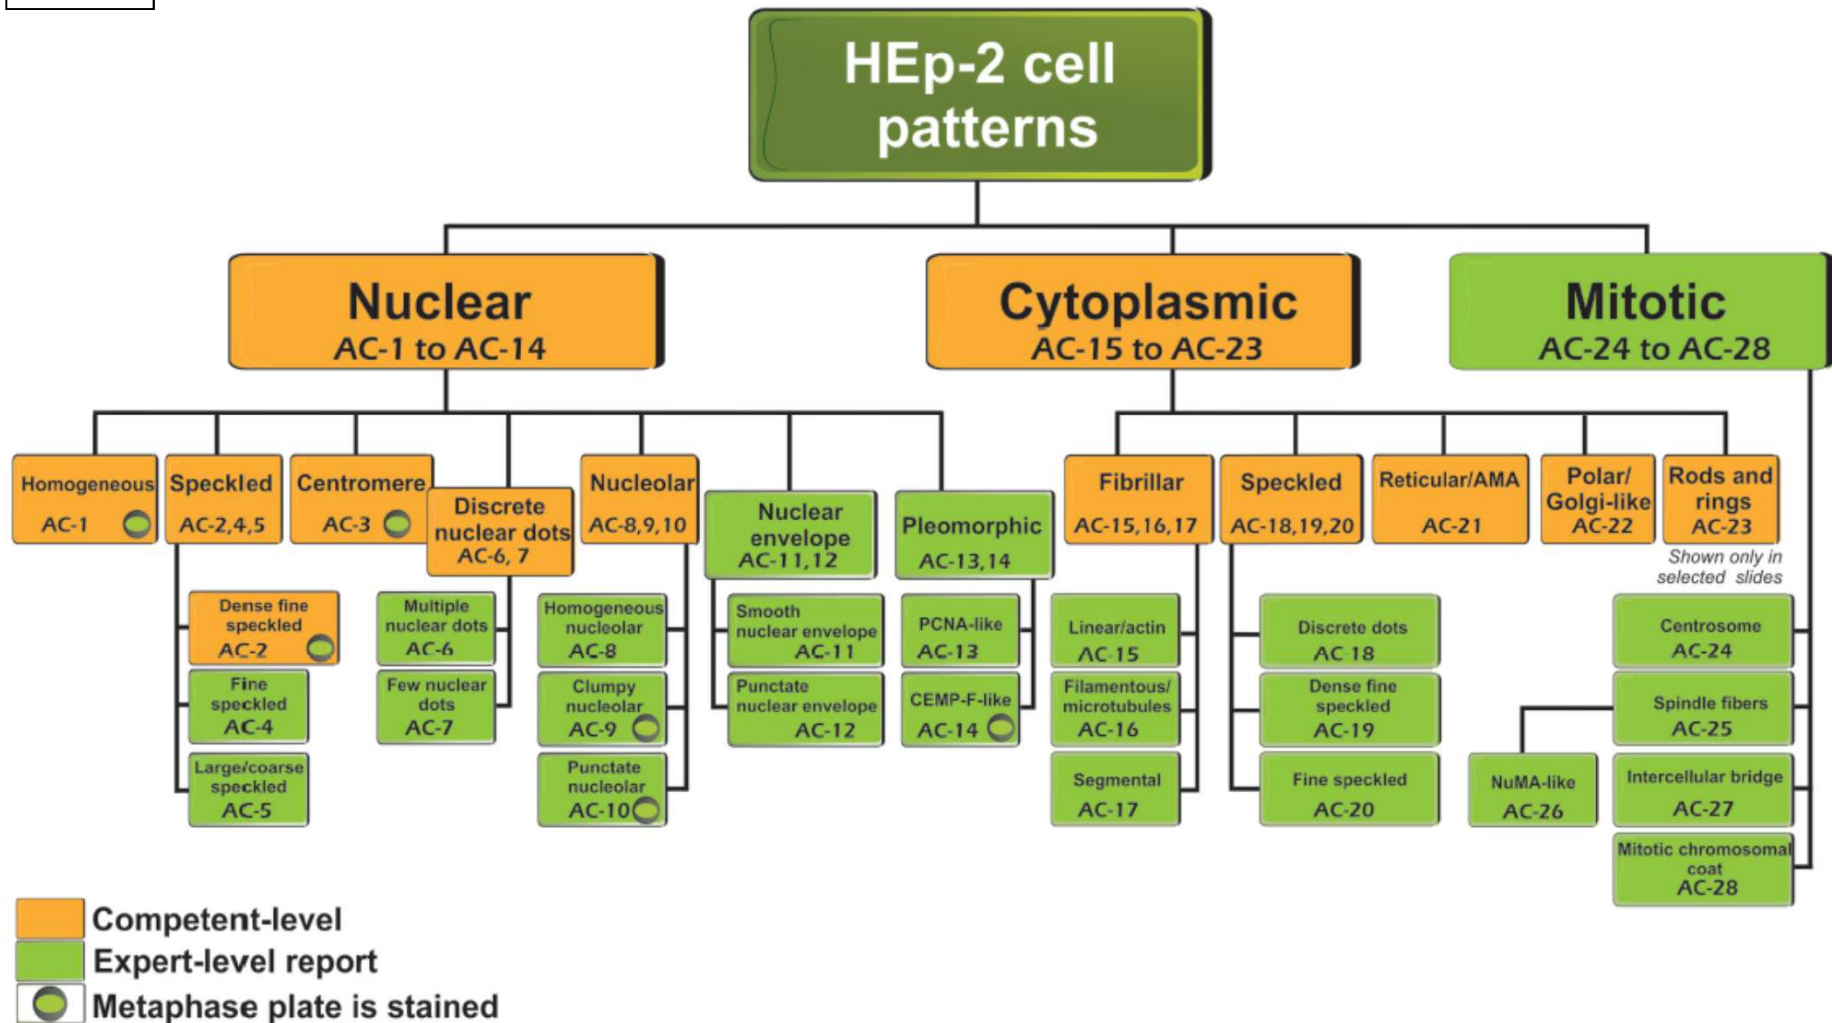 HEp-2 cell
patterns
Nuclear
AC-1 to AC-14
Cytoplasmic
AC-15 to AC-23
Mitotic
AC-24 to AC-28
Homogeneous
AC-1
Speckled
AC-2,4,5
Centromere
AC-3
Discrete
nuclear dots
AC-6, 7
Nucleolar
AC-8,9,10
Nuclear
envelope
AC-11,12
Pleomorphic
AC-13,14
Fibrillar
AC-15,16,17
Speckled
AC-18,19,20
Reticular/AMA
AC-21
Polar/
Golgi-like
AC-22
Rods and
rings
AC-23
Shown only in
selected slides
Dense fine
speckled
AC-2
Fine
speckled
AC-4
Large/coarse
speckled
AC-5
Multiple
nuclear dots
AC-6
Few nuclear
dots
AC-7
Homogeneous
nucleolar
AC-8
Clumpy
nucleolar
AC-9
Punctate
nucleolar
AC-10
Smooth
nuclear envelope
AC-11
Punctate
nuclear envelope
AC-12
PCNA-like
AC-13
CEMP-F-like
AC-14
Linear/actin
AC-15
Filamentous/
microtubules
AC-16
Segmental
AC-17
Discrete dots
AC-18
Dense fine
speckled
AC-19
Fine speckled
AC-20
Centrosome
AC-24
Spindle fibers
AC-25
NuMA-like
AC-26
Intercellular bridge
AC-27
Mitotic chromosomal
coat
AC-28
Competent-level
Expert-level report
Metaphase plate is stained